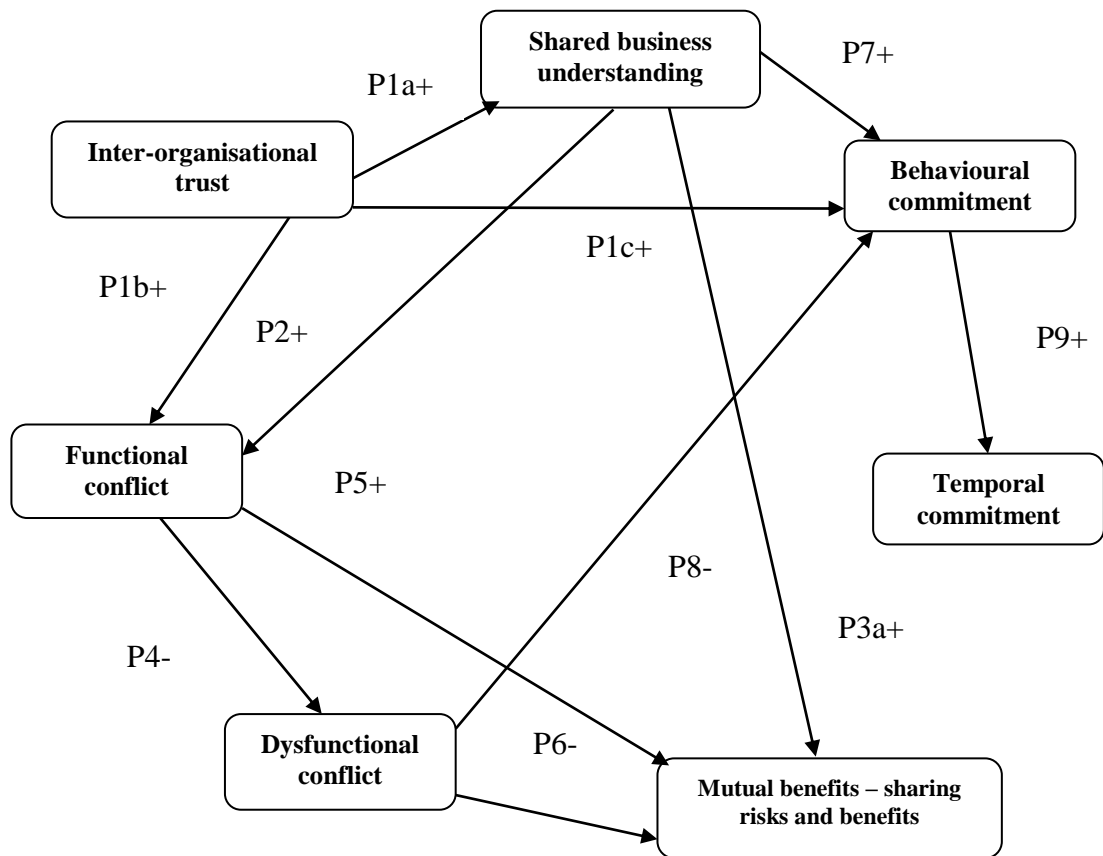 Shared business
understanding
P7+
P1a+
Inter-organisational
trust
Behavioural
commitment
P1c+
P1b+
P2+
P9+
Functional
conflict
P5+
Temporal
commitment
P8-
P3a+
P4-
Dysfunctional
conflict
P6-
Mutual benefits – sharing
risks and benefits